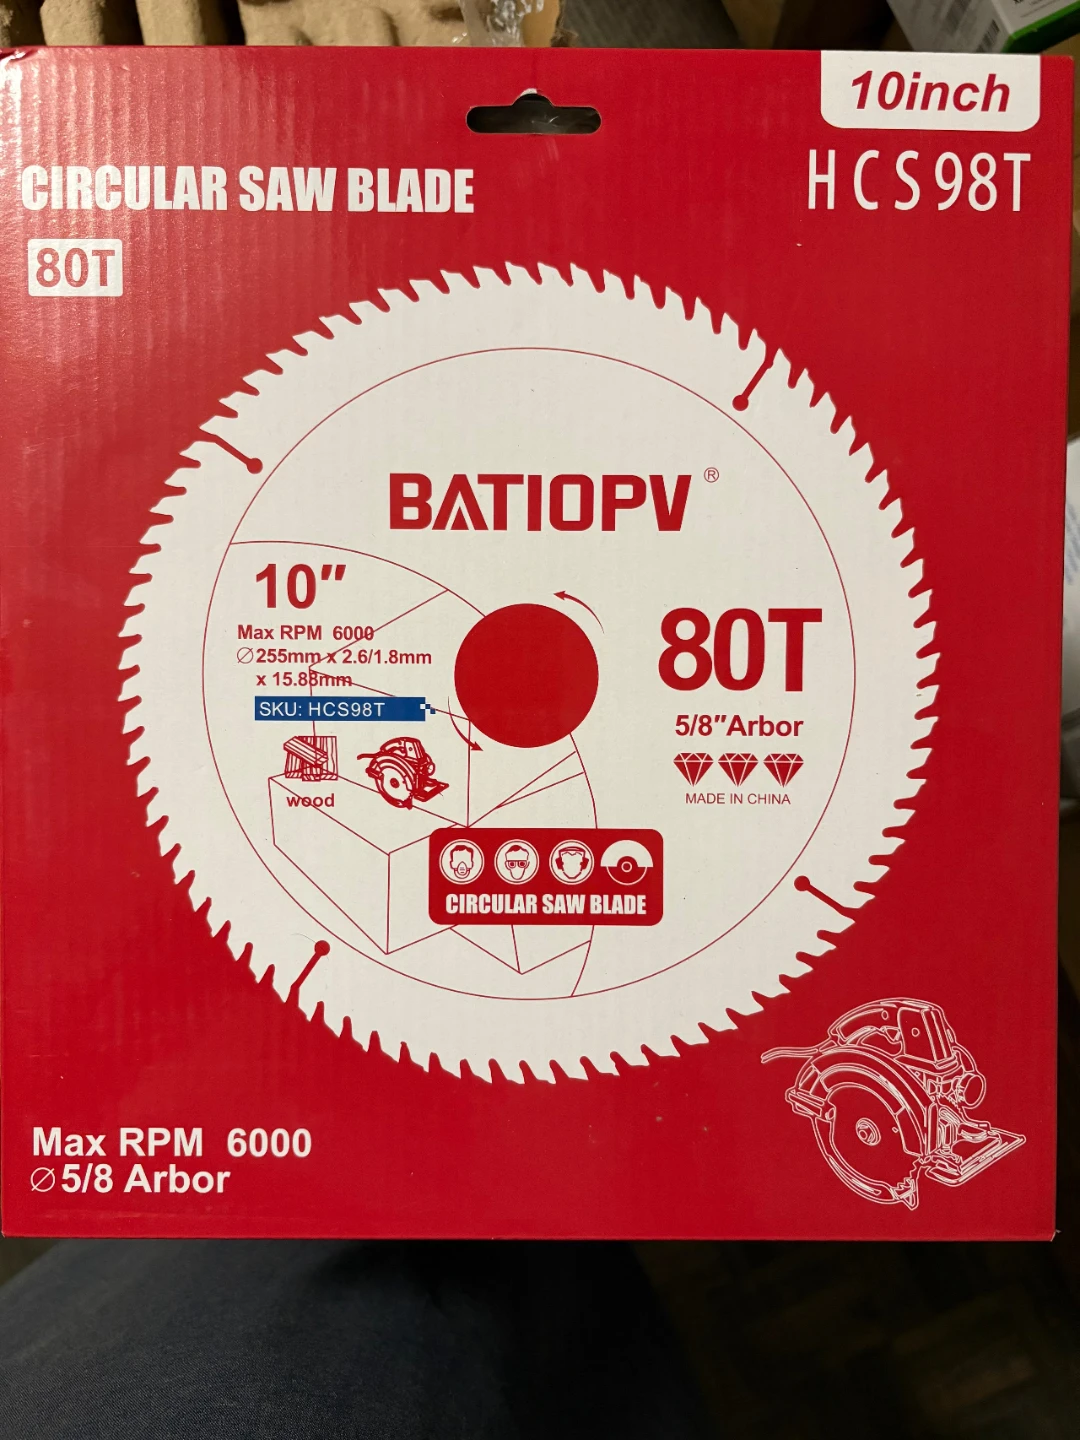 10inch
HCS98T
CIRCULAR SAW BLADE
80T
BATIOPV ®
10"
Max RPM 6000
∅255mm x 2.6/1.8mm
x 15.88mm
SKU: HCS98T
wood
80T
5/8"Arbor
MADE IN CHINA
CIRCULAR SAW BLADE
Max RPM 6000
∅5/8 Arbor